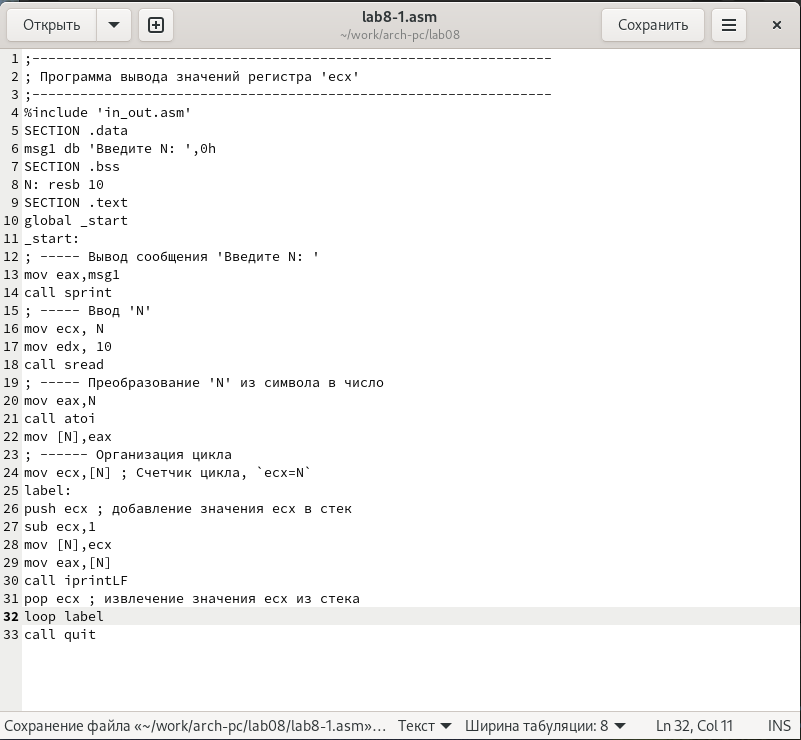 Открыть
lab8-1.asm
~/work/arch-pc/lab08
Сохранить
1 ;-----------------------------------------------------------------
2 ; Программа вывода значений регистра 'ecx'
3 ;-----------------------------------------------------------------
4 %include 'in_out.asm'
5 SECTION .data
6 msg1 db 'Введите N: ',0h
7 SECTION .bss
8 N: resb 10
9 SECTION .text
10 global _start
11 _start:
12 ; ----- Вывод сообщения 'Введите N: '
13 mov eax,msg1
14 call sprint
15 ; ----- Ввод 'N'
16 mov ecx, N
17 mov edx, 10
18 call sread
19 ; ----- Преобразование 'N' из символа в число
20 mov eax,N
21 call atoi
22 mov [N],eax
23 ; ------ Организация цикла
24 mov ecx,[N] ; Счетчик цикла, `ecx=N`
25 label:
26 push ecx ; добавление значения ecx в стек
27 sub ecx,1
28 mov [N],ecx
29 mov eax,[N]
30 call iprintLF
31 pop ecx ; извлечение значения ecx из стека
32 loop label
33 call quit
Сохранение файла «~/work/arch-pc/lab08/lab8-1.asm»… Текст Ширина табуляции: 8 Ln 32, Col 11 INS